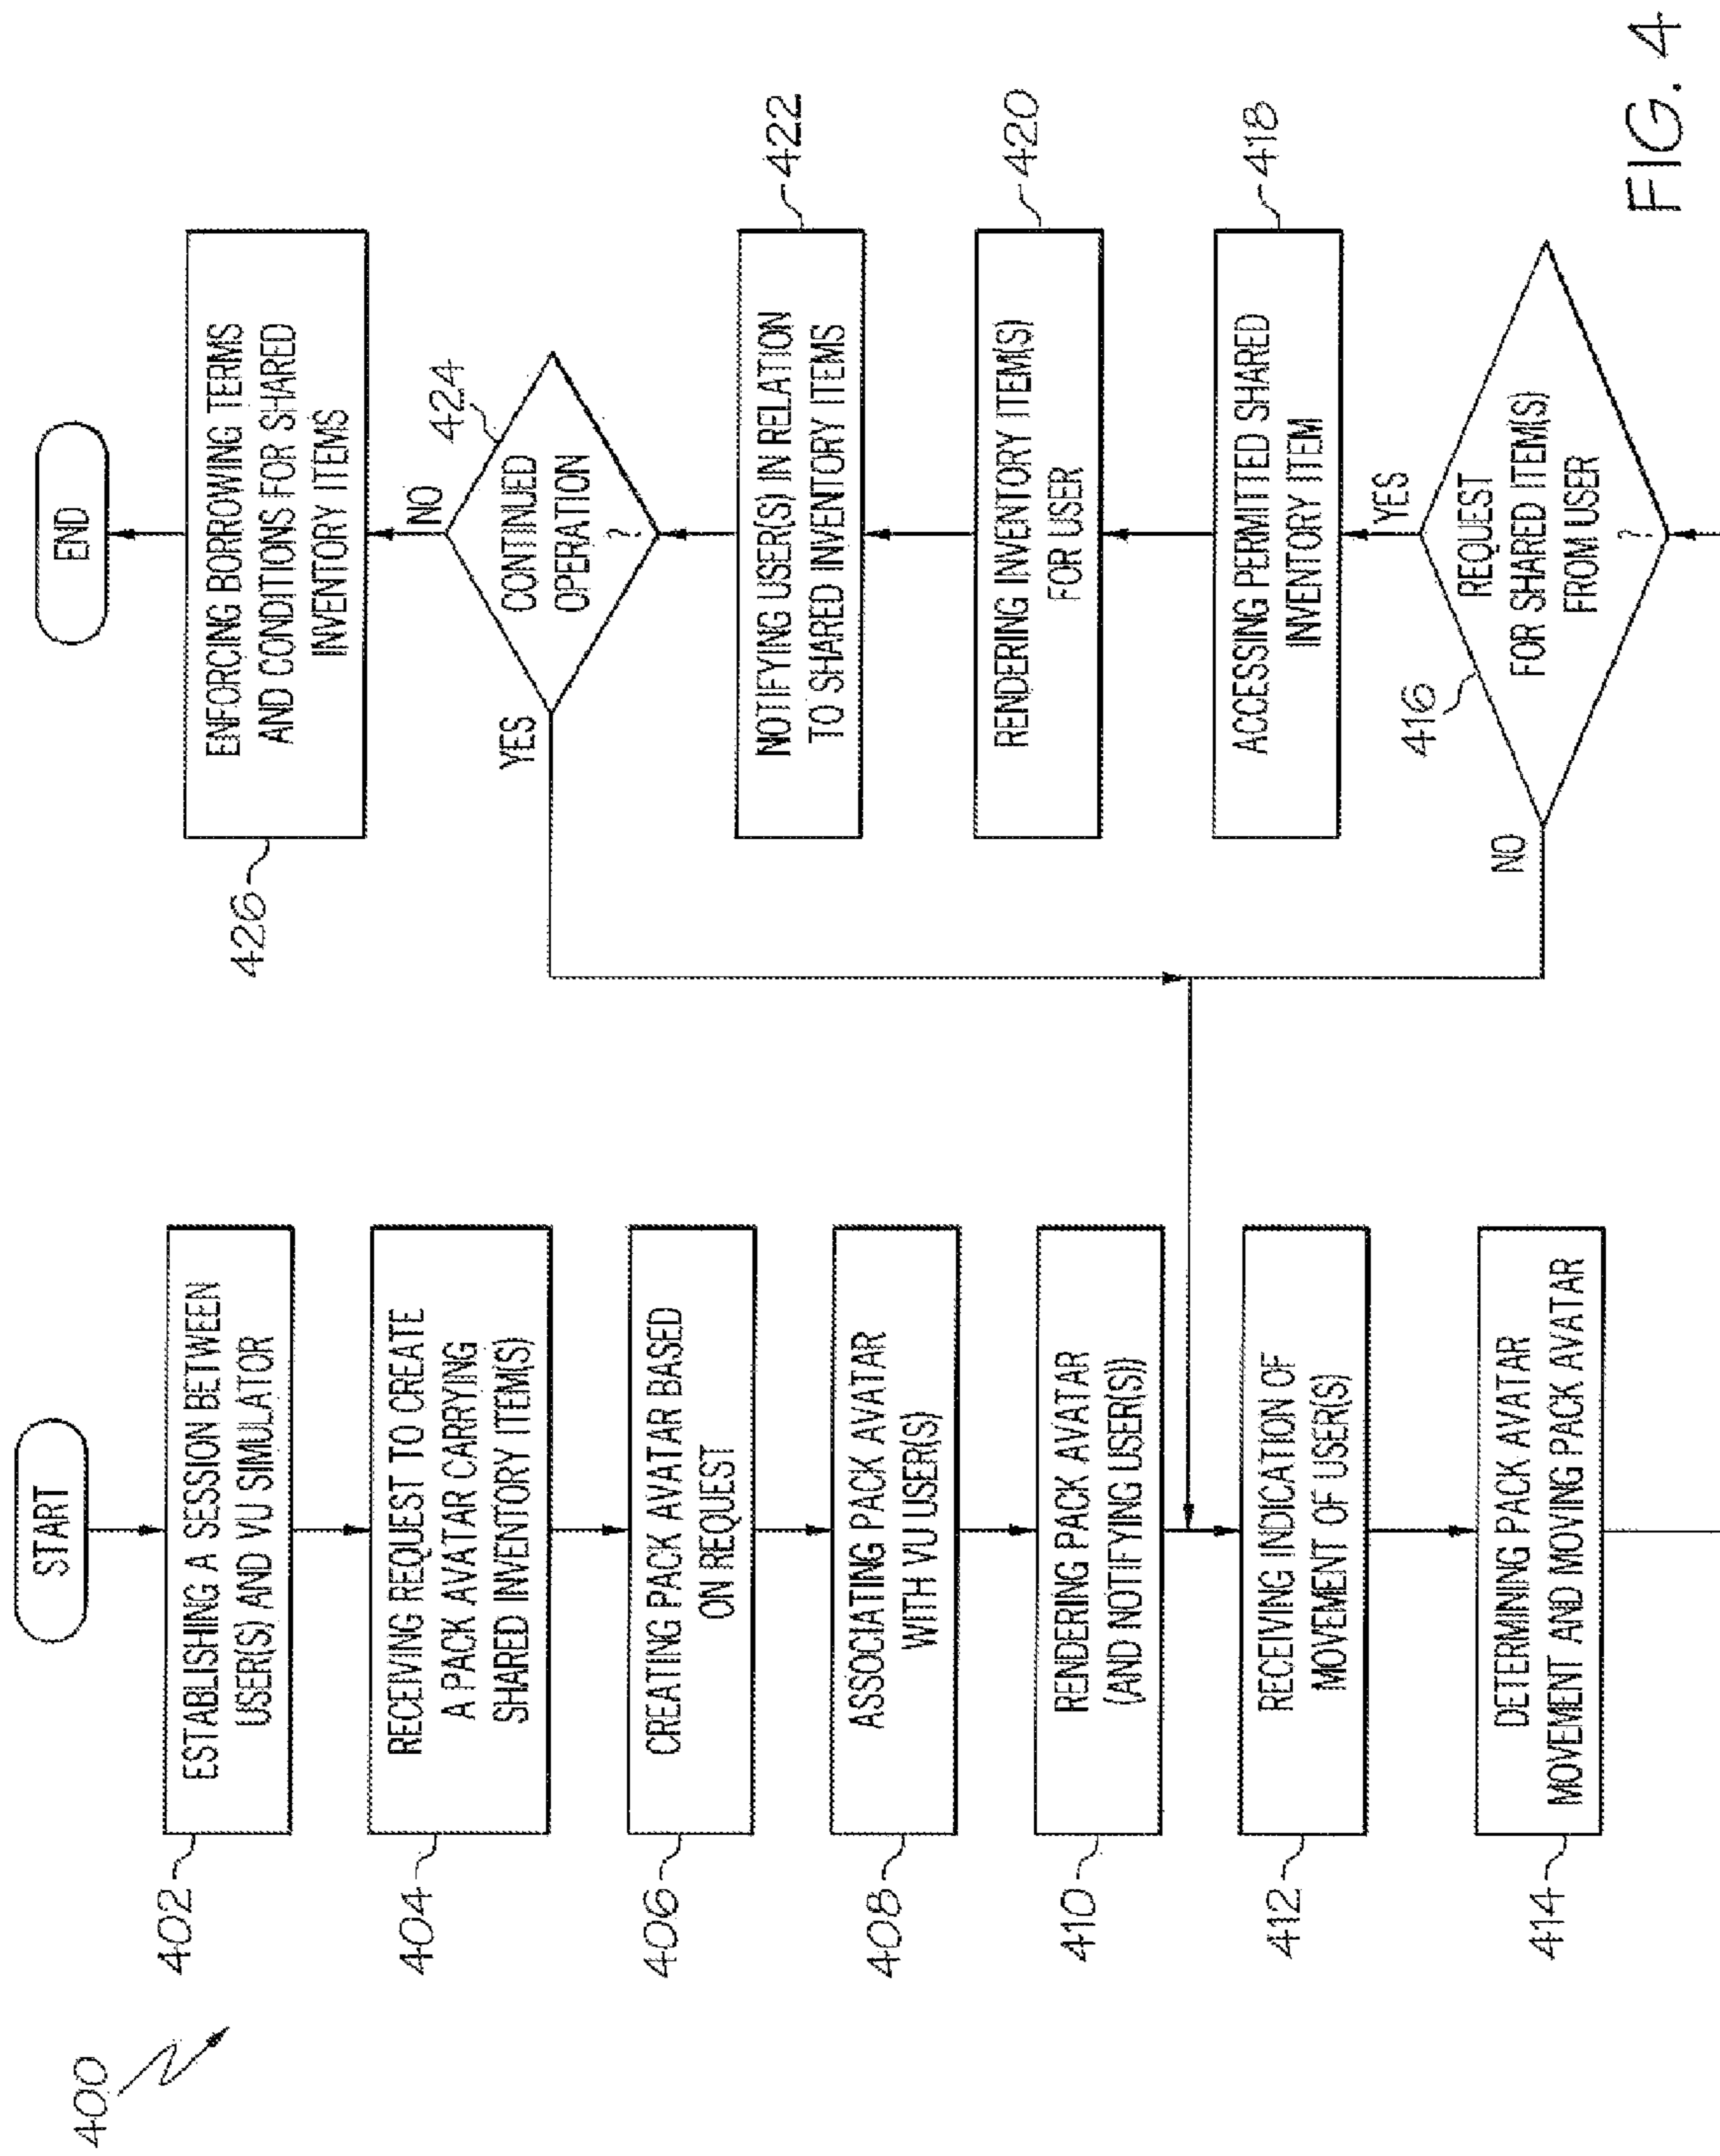 400
START
402
ESTABLISHING A SESSION BETWEEN
USER(S) AND VU SIMULATOR
404
RECEIVING REQUEST TO CREATE
A PACK AVATAR CARRYING
SHARED INVENTORY ITEM(S)
406
CREATING PACK AVATAR BASED
ON REQUEST
408
ASSOCIATING PACK AVATAR
WITH VU USER(S)
410
RENDERING PACK AVATAR
(AND NOTIFYING USER(S))
412
RECEIVING INDICATION OF
MOVEMENT OF USER(S)
414
DETERMINING PACK AVATAR
MOVEMENT AND MOVING PACK AVATAR
END
426
ENFORCING BORROWING TERMS
AND CONDITIONS FOR SHARED
INVENTORY ITEMS
NO
424
YES
CONTINUED
OPERATION
?
422
NOTIFYING USER(S) IN RELATION
TO SHARED INVENTORY ITEMS
420
RENDERING INVENTORY ITEM(S)
FOR USER
418
ACCESSING PERMITTED SHARED
INVENTORY ITEM
YES
416
NO
REQUEST
FOR SHARED ITEM(S)
FROM USER
?
FIG. 4